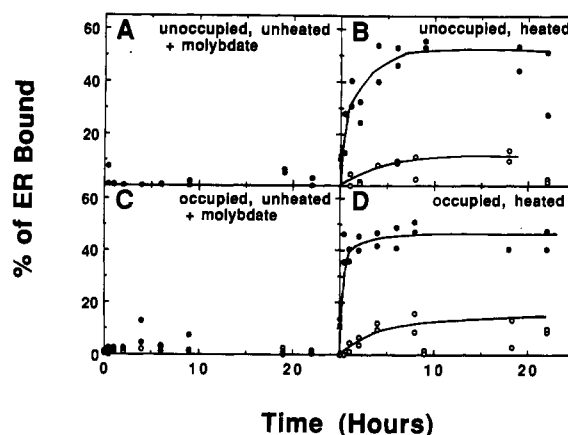 A
unoccupied, unheated
+ molybdate
B
unoccupied, heated
C
occupied, unheated
+ molybdate
D
occupied, heated
60
40
20
60
40
20
0
0
20
0
10
20
% of ER Bound
Time (Hours)